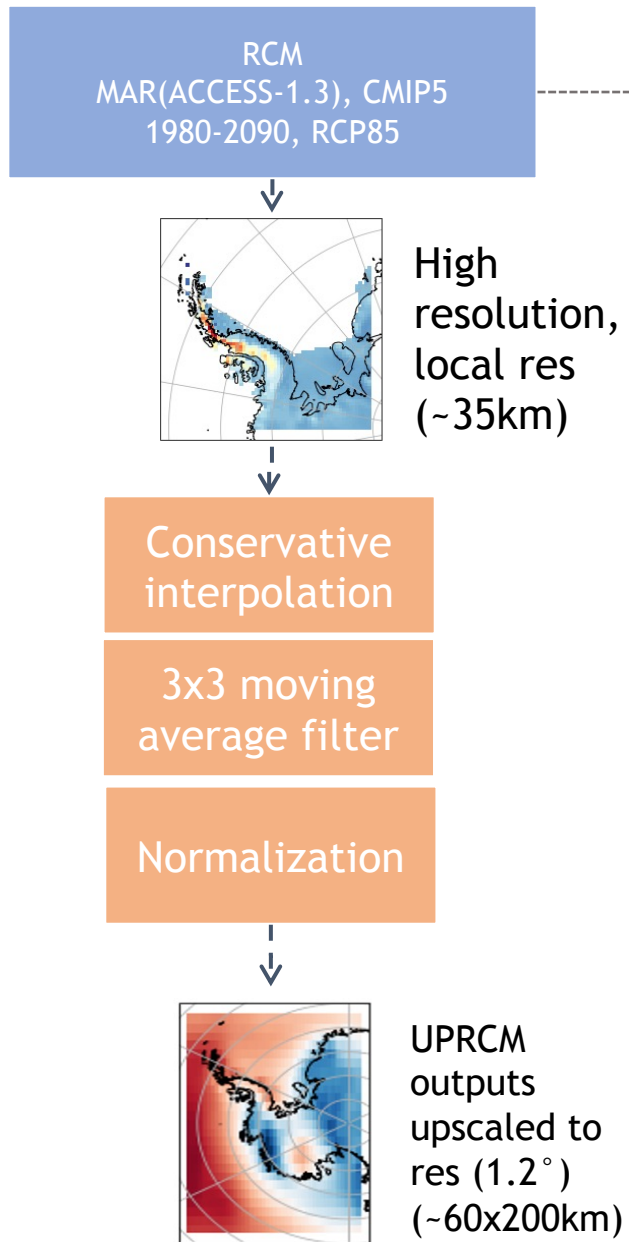 RCM
MAR(ACCESS-1.3), CMIP5
1980-2090, RCP85
High
resolution,
local res
(~35km)
Conservative
interpolation
3x3 moving
average filter
Normalization
UPRCM
outputs
upscaled to
res (1.2°)
(~60x200km)